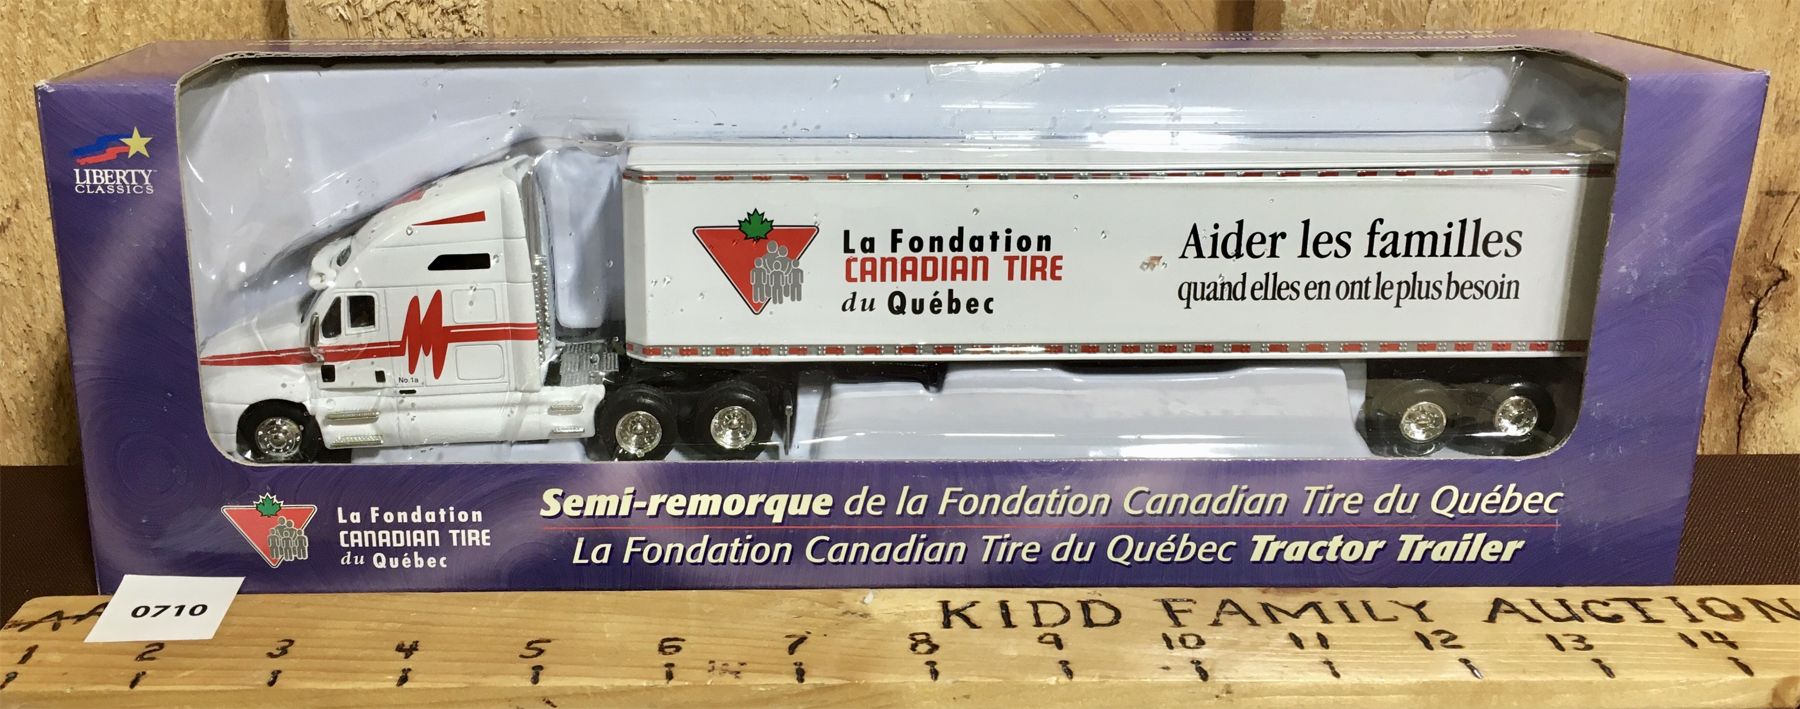 LIBERTY
CLASSICS
La Fondation
CANADIAN TIRE
du Québec
Aider les familles
quand elles en ont le plus besoin
No.1a
La Fondation
CANADIAN TIRE
du Québec
Semi-remorque de la Fondation Canadian Tire du Québec
La Fondation Canadian Tire du Québec Tractor Trailer
0710
KIDD FAMILY AUCTION
1 2 3 4 5 6 7 8 9 10 11 12 13 14